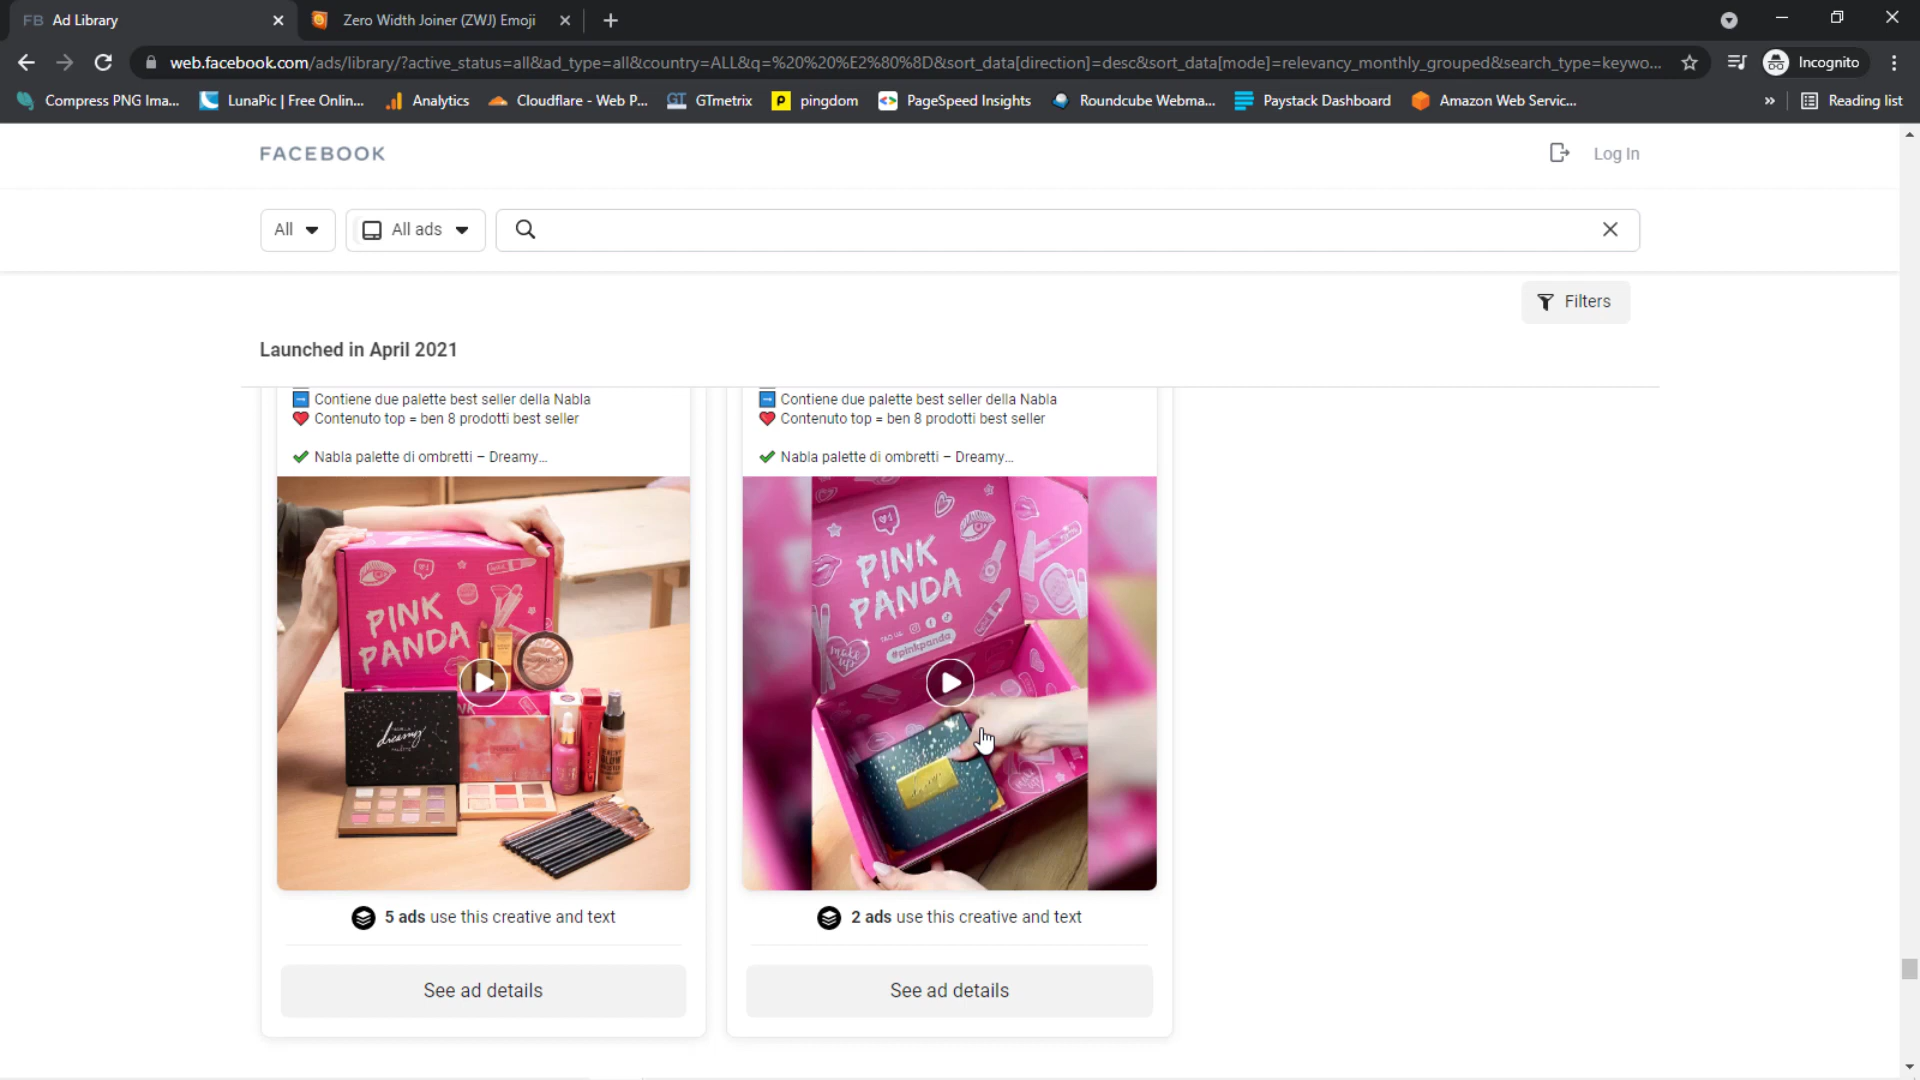 FB Ad Library
Zero Width Joiner (ZWJ) Emoji
web.facebook.com/ads/library/?active_status=all&ad_type=all&country=ALL&q=%20%20%E2%80%8D&sort_data[direction]=desc&sort_data[mode]=relevancy_monthly_grouped&search_type=keywo...
Incognito
Compress PNG Ima...
LunaPic | Free Onlin...
Analytics
Cloudflare - Web P...
GTmetrix
pingdom
PageSpeed Insights
Roundcube Webma...
Paystack Dashboard
Amazon Web Servic...
»
Reading list
FACEBOOK
Log In
All
All ads
Filters
Launched in April 2021
Contiene due palette best seller della Nabla
Contenuto top = ben 8 prodotti best seller
Nabla palette di ombretti – Dreamy...
PINK
PANDA
dreamy
5 ads use this creative and text
See ad details
Contiene due palette best seller della Nabla
Contenuto top = ben 8 prodotti best seller
Nabla palette di ombretti – Dreamy...
PINK
PANDA
TAG US:
#pinkpanda
make
up
2 ads use this creative and text
See ad details